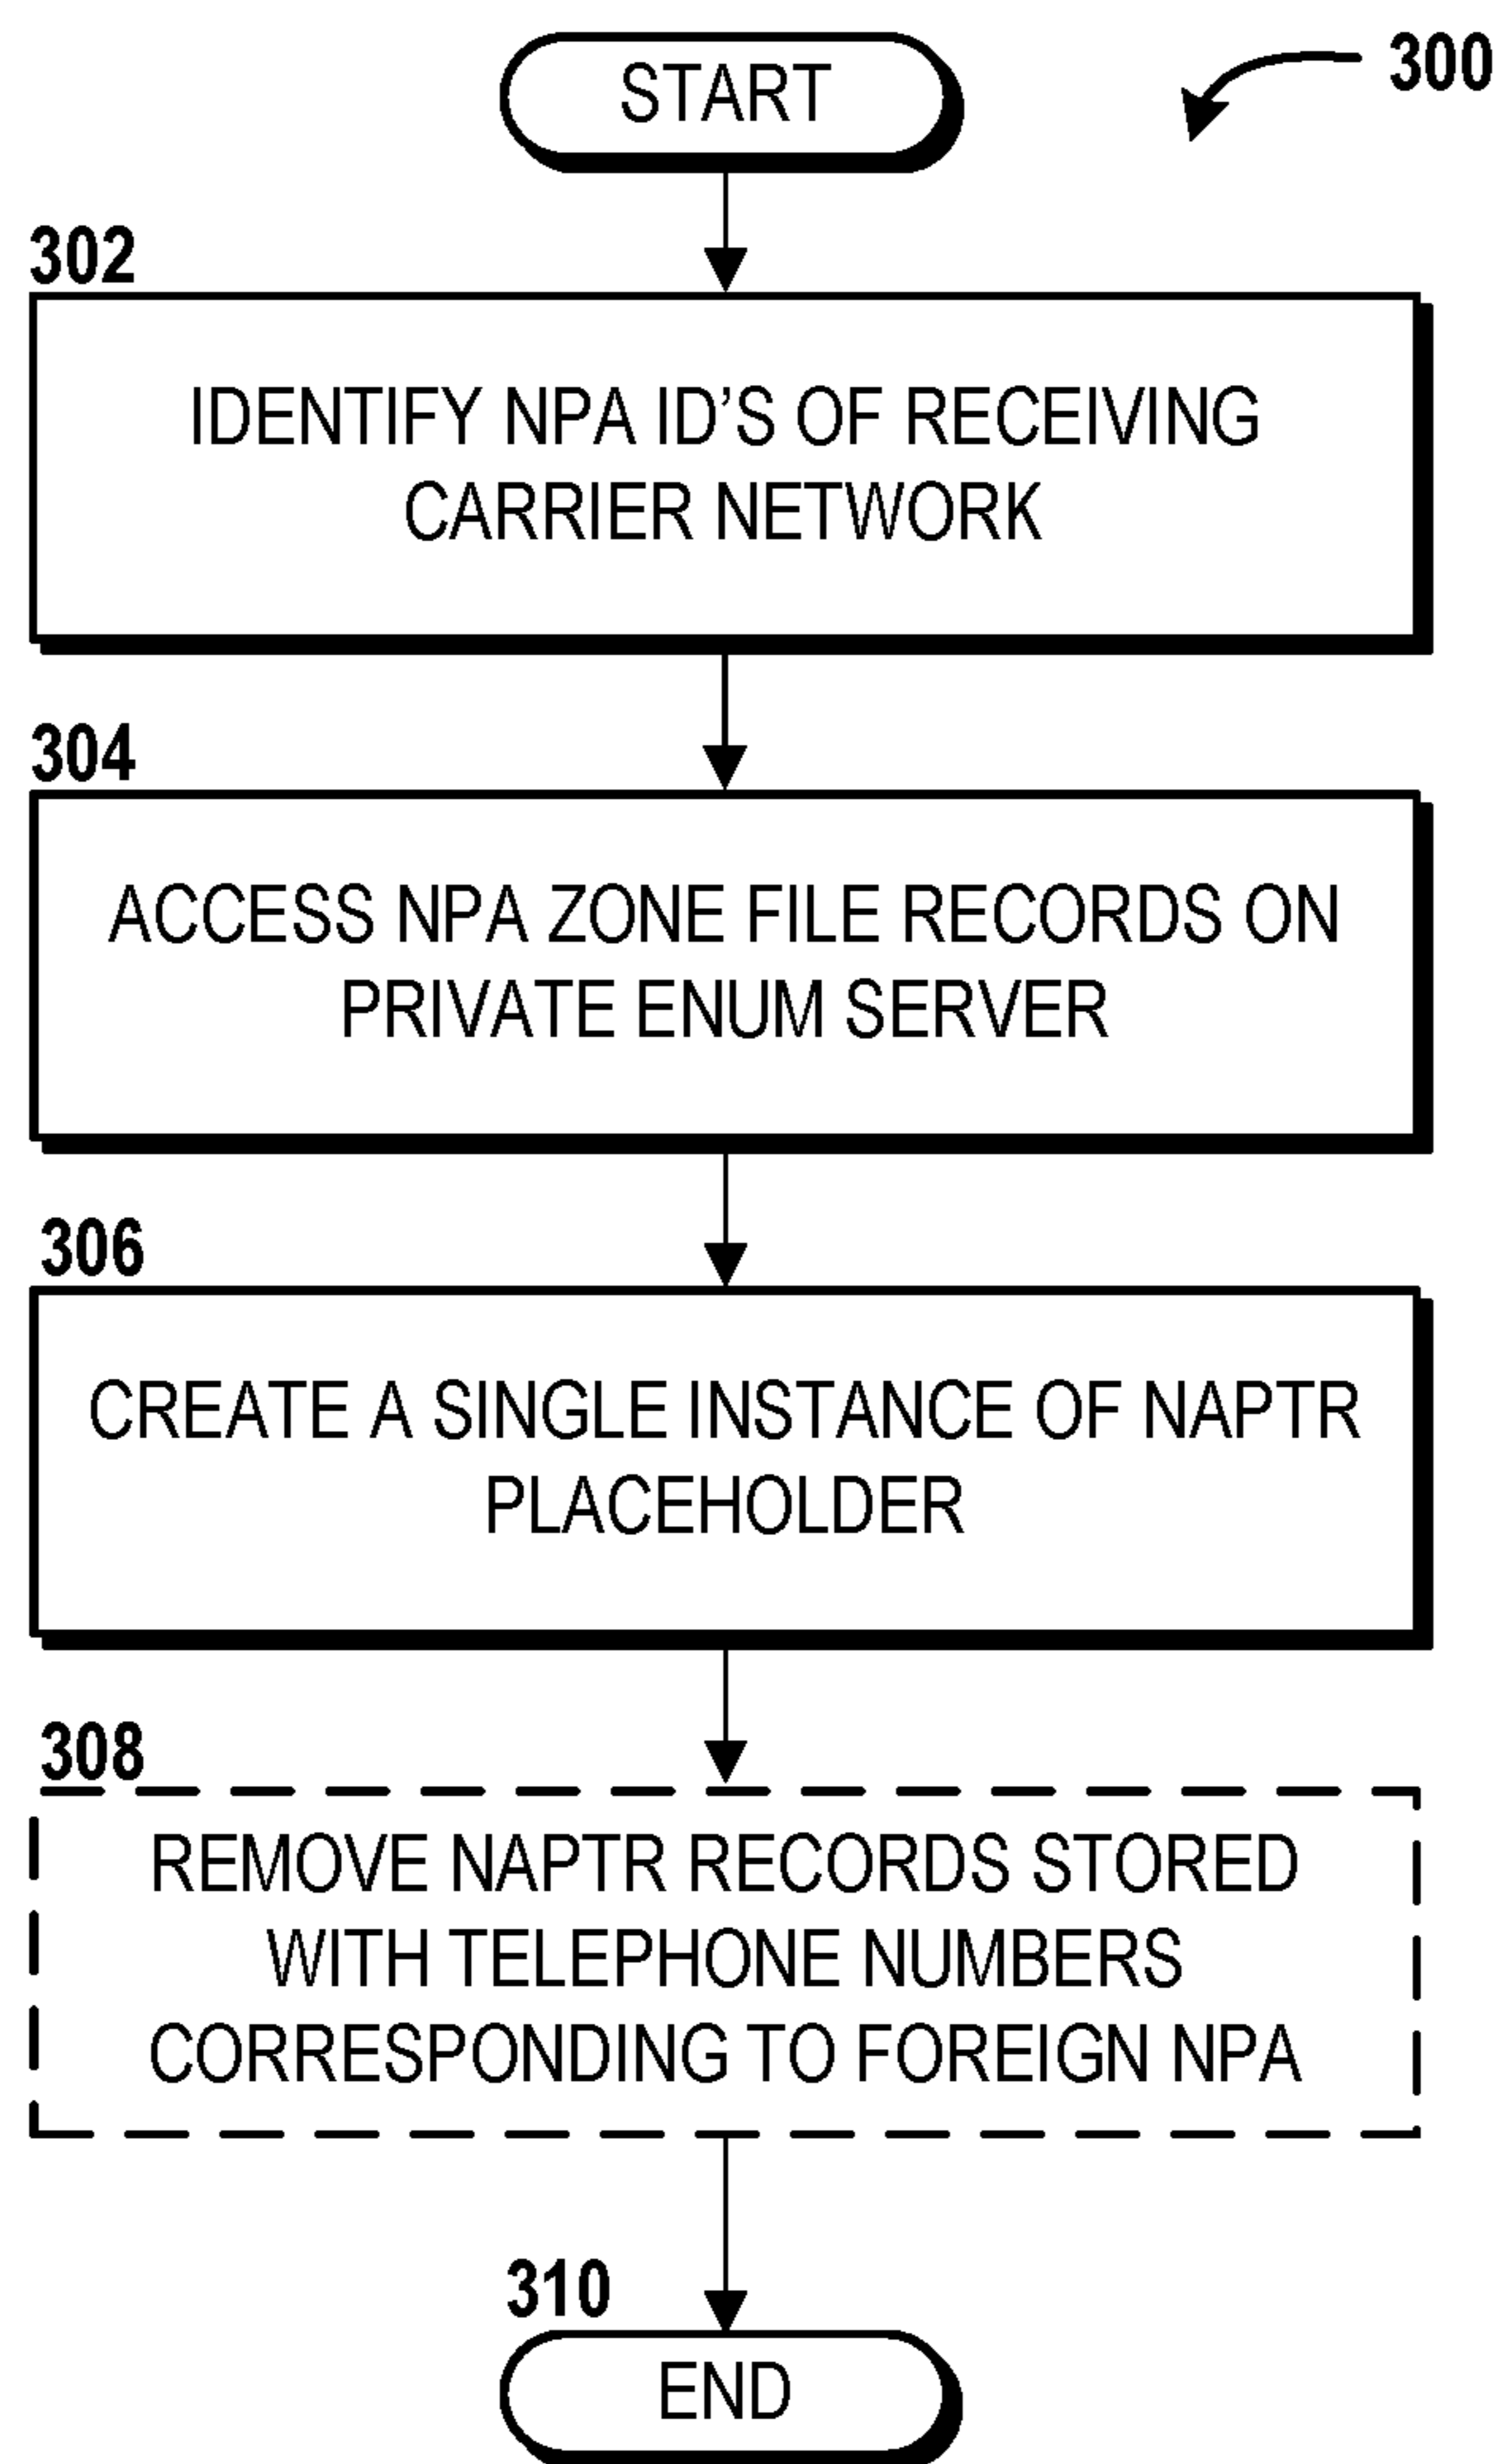 START
300
302
IDENTIFY NPA ID'S OF RECEIVING
CARRIER NETWORK
304
ACCESS NPA ZONE FILE RECORDS ON
PRIVATE ENUM SERVER
306
CREATE A SINGLE INSTANCE OF NAPTR
PLACEHOLDER
308
REMOVE NAPTR RECORDS STORED
WITH TELEPHONE NUMBERS
CORRESPONDING TO FOREIGN NPA
310
END